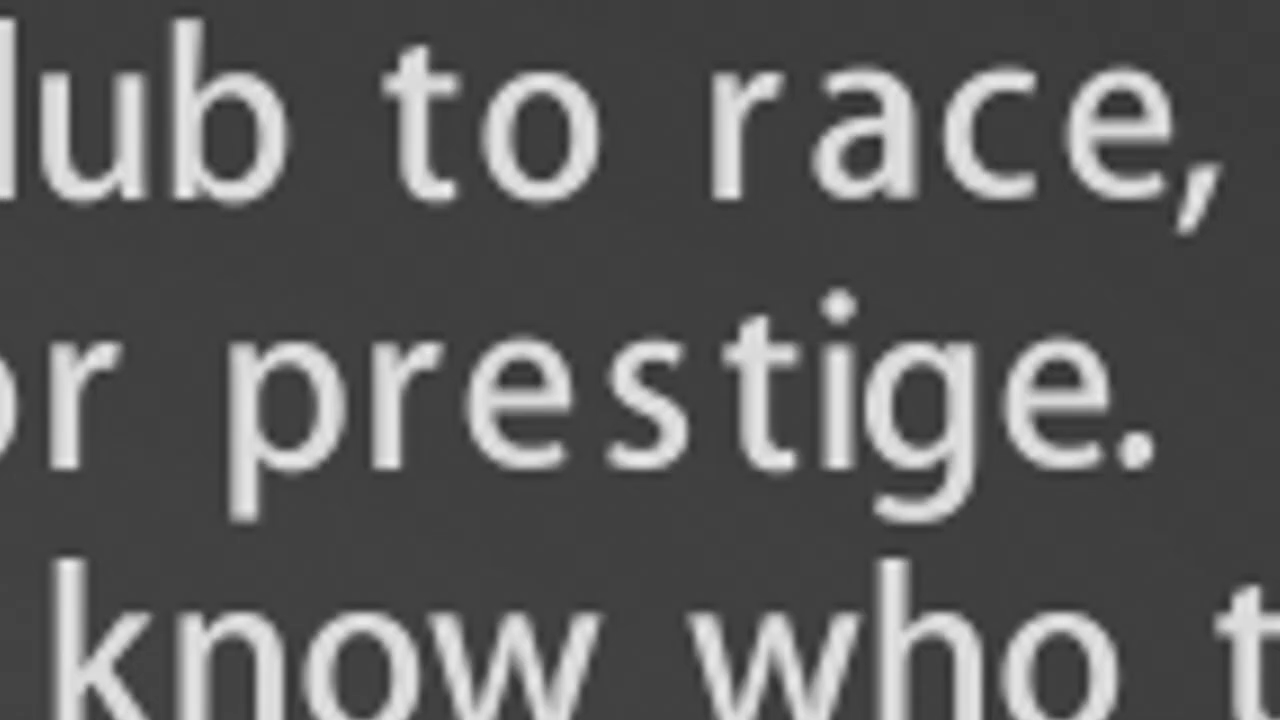 lub to race,
or prestige.
know who t